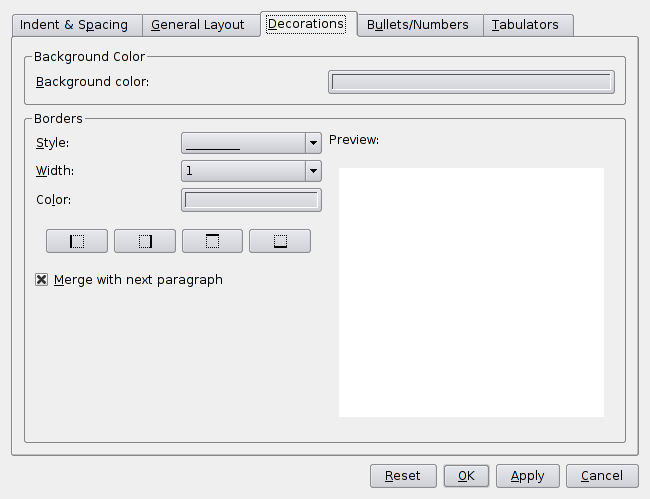 Indent & Spacing General Layout Decorations Bullets/Numbers Tabulators
Background Color
Background color:
Borders
Style:
Preview:
Width: 1
Color:
Merge with next paragraph
Reset OK Apply Cancel